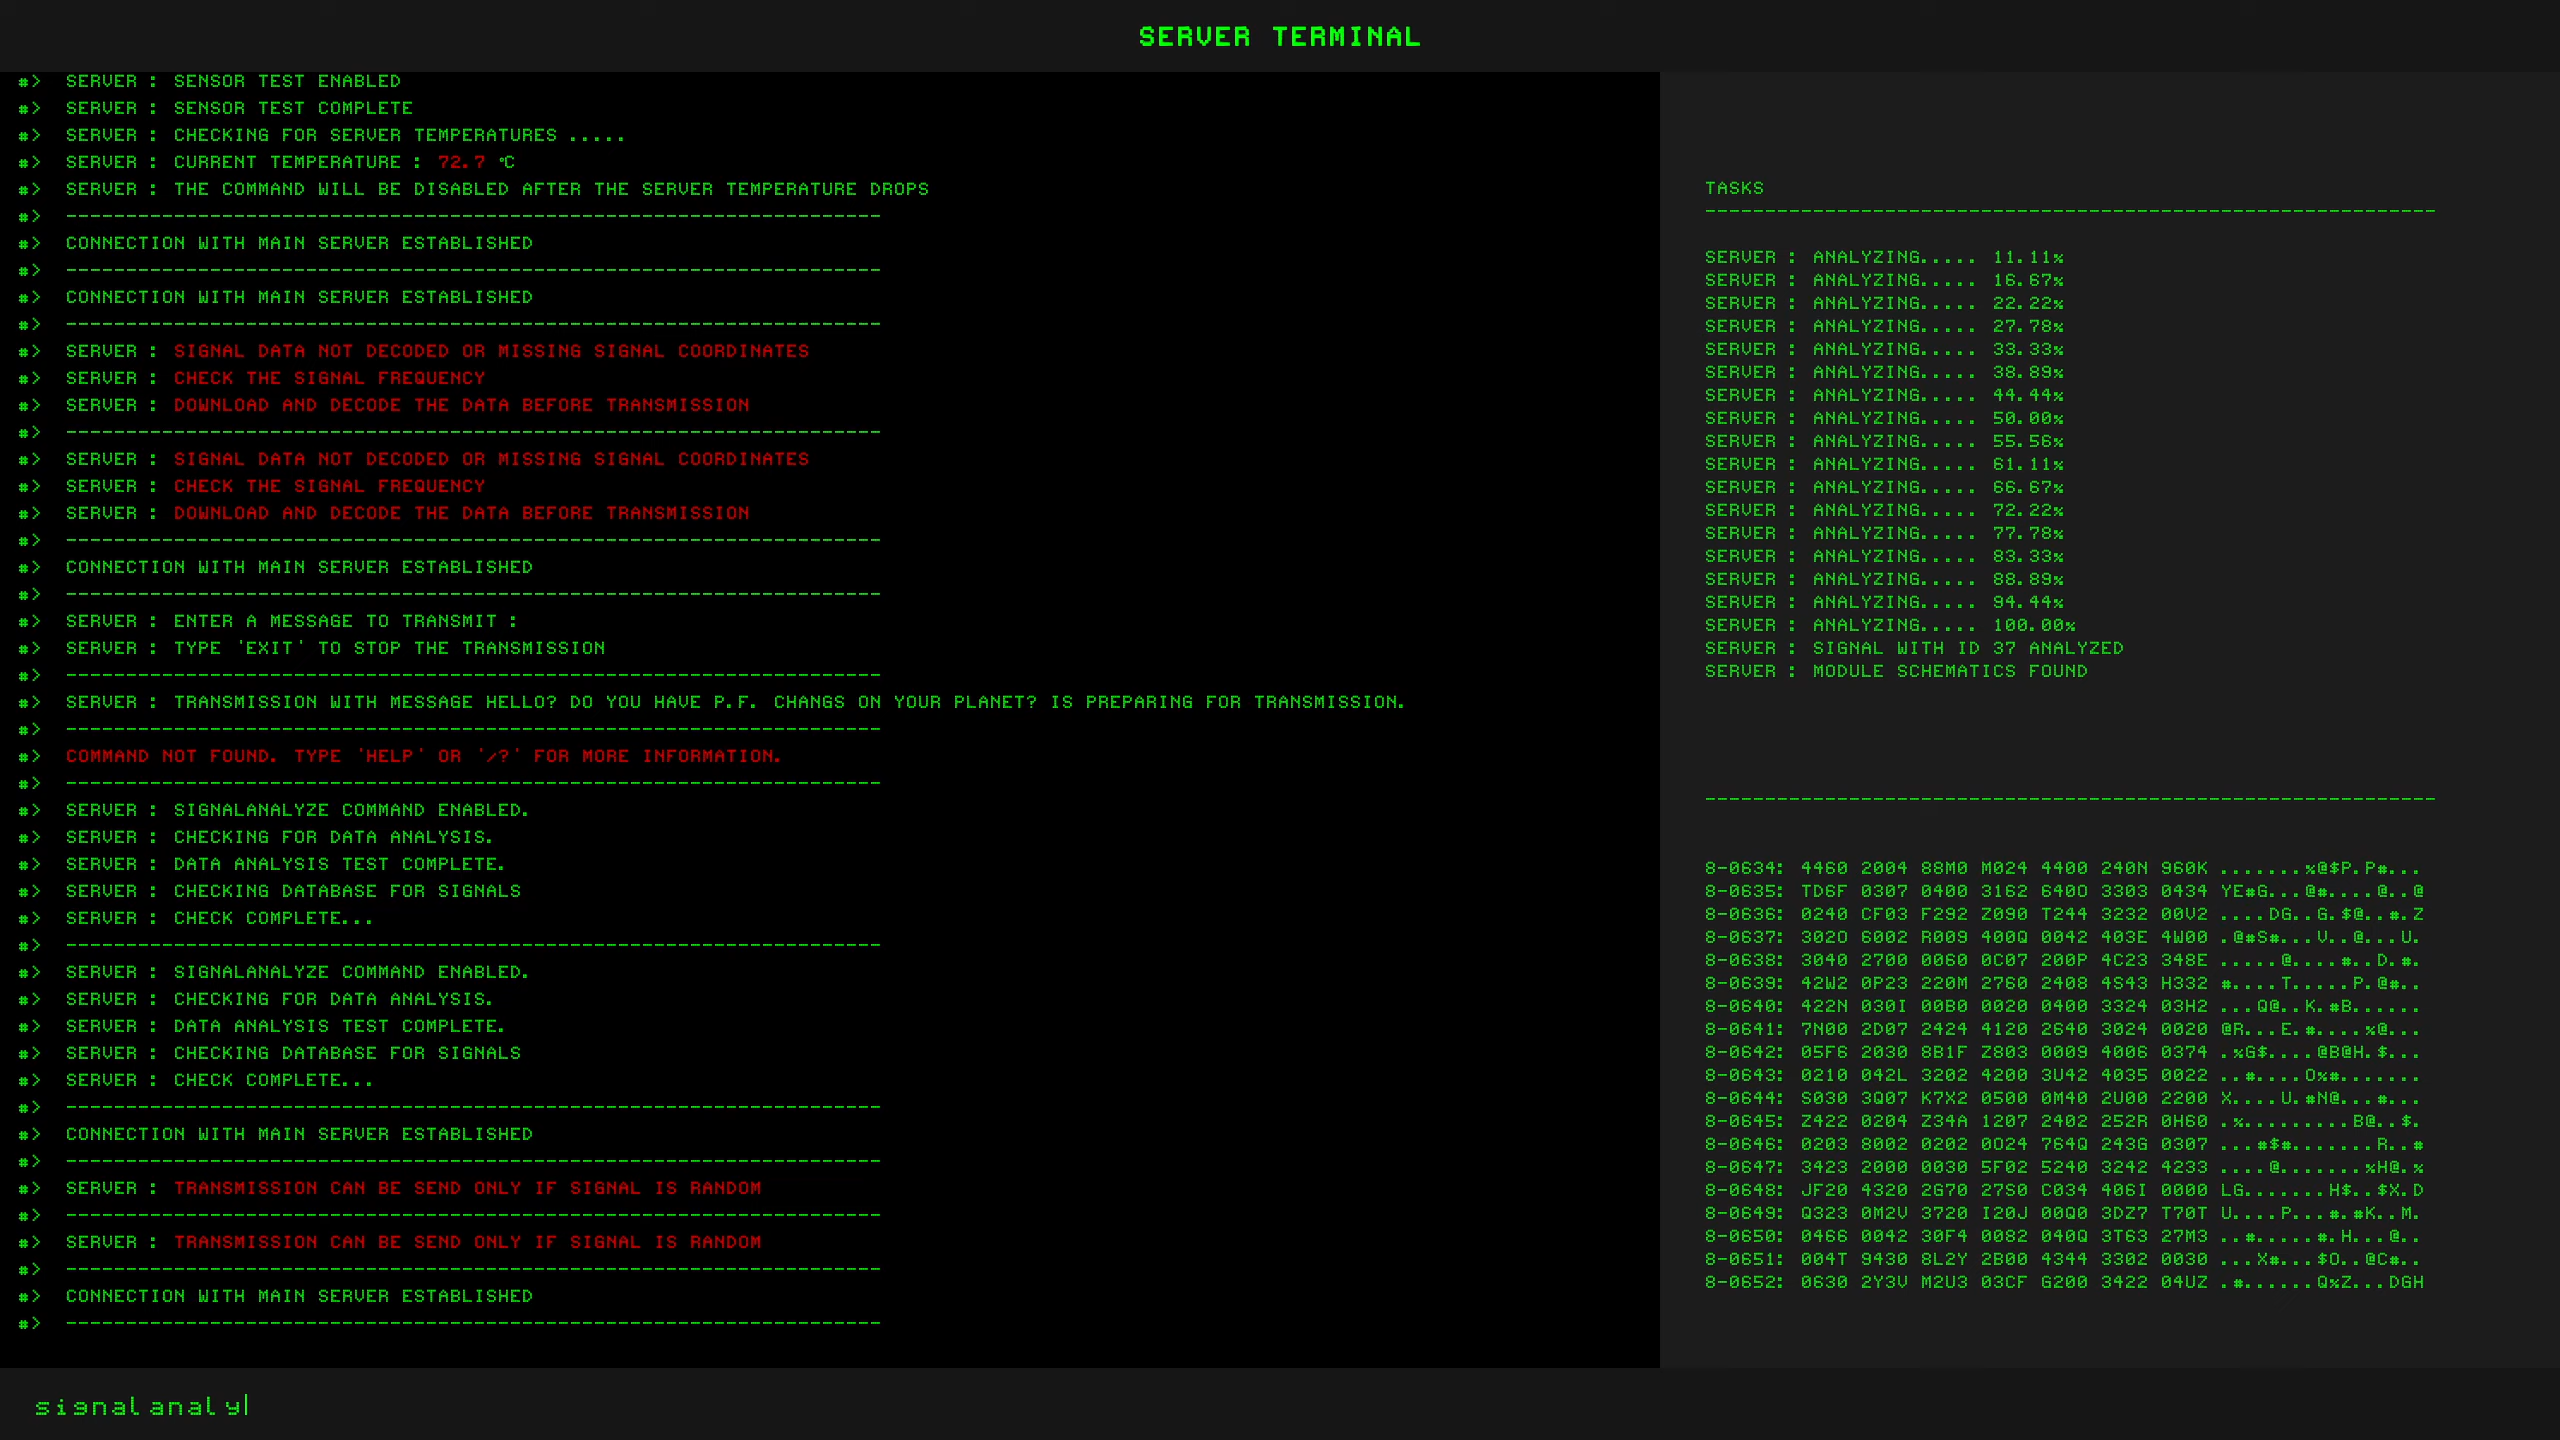 SERVER TERMINAL
#> SERVER : SENSOR TEST ENABLED
#> SERVER : SENSOR TEST COMPLETE
#> SERVER : CHECKING FOR SERVER TEMPERATURES .....
#> SERVER : CURRENT TEMPERATURE : 72.7 °C
#> SERVER : THE COMMAND WILL BE DISABLED AFTER THE SERVER TEMPERATURE DROPS
#> --------------------------------------------------------------------
#> CONNECTION WITH MAIN SERVER ESTABLISHED
#> --------------------------------------------------------------------
#> CONNECTION WITH MAIN SERVER ESTABLISHED
#> --------------------------------------------------------------------
#> SERVER : SIGNAL DATA NOT DECODED OR MISSING SIGNAL COORDINATES
#> SERVER : CHECK THE SIGNAL FREQUENCY
#> SERVER : DOWNLOAD AND DECODE THE DATA BEFORE TRANSMISSION
#> --------------------------------------------------------------------
#> SERVER : SIGNAL DATA NOT DECODED OR MISSING SIGNAL COORDINATES
#> SERVER : CHECK THE SIGNAL FREQUENCY
#> SERVER : DOWNLOAD AND DECODE THE DATA BEFORE TRANSMISSION
#> --------------------------------------------------------------------
#> CONNECTION WITH MAIN SERVER ESTABLISHED
#> --------------------------------------------------------------------
#> SERVER : ENTER A MESSAGE TO TRANSMIT :
#> SERVER : TYPE 'EXIT' TO STOP THE TRANSMISSION
#> --------------------------------------------------------------------
#> SERVER : TRANSMISSION WITH MESSAGE HELLO? DO YOU HAVE P.F. CHANGS ON YOUR PLANET? IS PREPARING FOR TRANSMISSION.
#> --------------------------------------------------------------------
#> COMMAND NOT FOUND. TYPE 'HELP' OR '/?' FOR MORE INFORMATION.
#> --------------------------------------------------------------------
#> SERVER : SIGNALANALYZE COMMAND ENABLED.
#> SERVER : CHECKING FOR DATA ANALYSIS.
#> SERVER : DATA ANALYSIS TEST COMPLETE.
#> SERVER : CHECKING DATABASE FOR SIGNALS
#> SERVER : CHECK COMPLETE...
#> --------------------------------------------------------------------
#> SERVER : SIGNALANALYZE COMMAND ENABLED.
#> SERVER : CHECKING FOR DATA ANALYSIS.
#> SERVER : DATA ANALYSIS TEST COMPLETE.
#> SERVER : CHECKING DATABASE FOR SIGNALS
#> SERVER : CHECK COMPLETE...
#> --------------------------------------------------------------------
#> CONNECTION WITH MAIN SERVER ESTABLISHED
#> --------------------------------------------------------------------
#> SERVER : TRANSMISSION CAN BE SEND ONLY IF SIGNAL IS RANDOM
#> --------------------------------------------------------------------
#> SERVER : TRANSMISSION CAN BE SEND ONLY IF SIGNAL IS RANDOM
#> --------------------------------------------------------------------
#> CONNECTION WITH MAIN SERVER ESTABLISHED
#> --------------------------------------------------------------------
signalanaly
TASKS
-------------------------------------------------------------
SERVER : ANALYZING..... 11.11%
SERVER : ANALYZING..... 16.67%
SERVER : ANALYZING..... 22.22%
SERVER : ANALYZING..... 27.78%
SERVER : ANALYZING..... 33.33%
SERVER : ANALYZING..... 38.89%
SERVER : ANALYZING..... 44.44%
SERVER : ANALYZING..... 50.00%
SERVER : ANALYZING..... 55.56%
SERVER : ANALYZING..... 61.11%
SERVER : ANALYZING..... 66.67%
SERVER : ANALYZING..... 72.22%
SERVER : ANALYZING..... 77.78%
SERVER : ANALYZING..... 83.33%
SERVER : ANALYZING..... 88.89%
SERVER : ANALYZING..... 94.44%
SERVER : ANALYZING..... 100.00%
SERVER : SIGNAL WITH ID 37 ANALYZED
SERVER : MODULE SCHEMATICS FOUND
-------------------------------------------------------------
8-0634: 4460 2004 88M0 M024 4400 240N 960K .......%@$P.P#...
8-0635: TD6F 0307 0400 3162 640O 3303 0434 YE#G...@#....@..@
8-0636: 0240 CF03 F292 Z090 T244 3232 00V2 ....DG..G.$@..#.Z
8-0637: 302O 6002 R009 400Q 0042 403E 4W00 .@#S#...V..@...U.
8-0638: 3040 2700 0060 0C07 200P 4C23 348E .....@....#..D.#.
8-0639: 42W2 0P23 220M 2760 2408 4S43 H332 #....T.....P.@#..
8-0640: 422N 030I 00B0 0020 0400 3324 03H2 ...Q@..K.#B......
8-0641: 7N00 2D07 2424 4120 2640 3024 0020 @R...E.#....%@...
8-0642: 05F6 2030 8B1F Z803 0009 4006 0374 .%G$....@B@H.$...
8-0643: 0210 042L 3202 4200 3U42 4035 0022 ..#....O%#.......
8-0644: S030 3Q07 K7X2 0500 0M40 2U00 2200 X....U.#N@...#...
8-0645: Z422 0204 Z34A 1207 2402 252R 0H60 .%.........B@..$.
8-0646: 0203 8002 0202 0O24 764Q 243G 0307 ...#$#.......R..#
8-0647: 3423 2000 0030 5F02 5240 3242 4233 ....@.......%H@.%
8-0648: JF20 4320 2G70 27S0 C034 406I 0000 LG.......H$..$X.D
8-0649: Q323 0M2V 3720 I20J 00Q0 3DZ7 T70T U....P...#.#K..M.
8-0650: 0466 0042 30F4 0082 040Q 3T63 27M3 ..#.....#.H...@..
8-0651: 004T 9430 8L2Y 2B00 4344 3302 0030 ...X#...$O..@C#..
8-0652: 0630 2Y3V M2U3 03CF G200 3422 04UZ .#......Q%Z...DGH